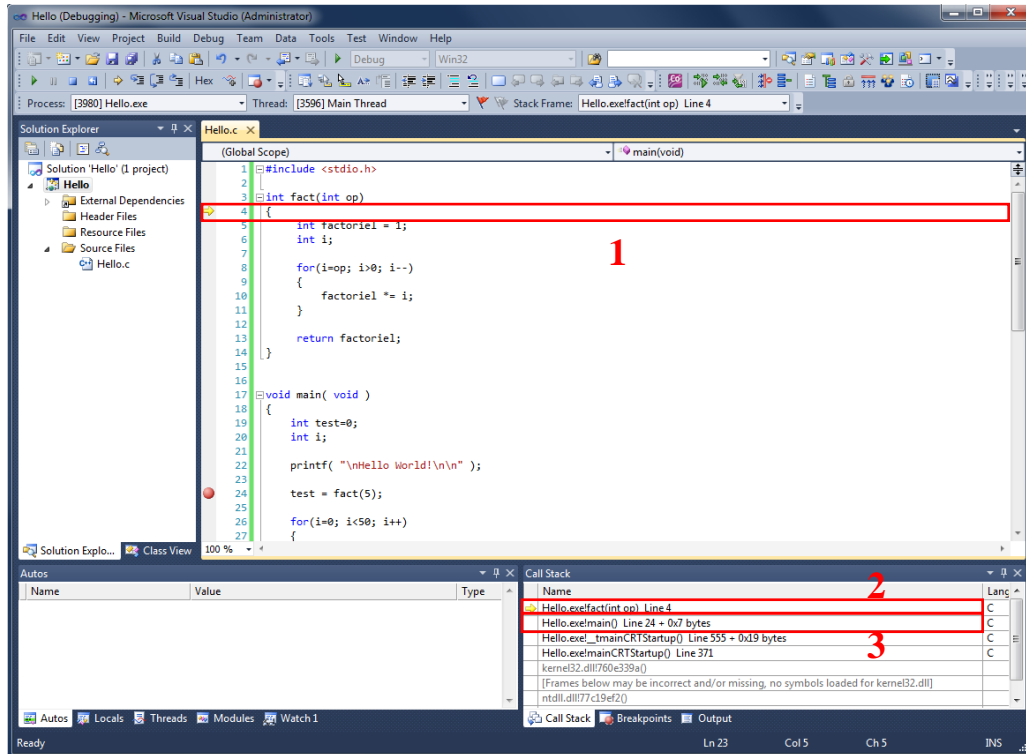 Hello (Debugging) - Microsoft Visual Studio (Administrator)
File Edit View Project Build Debug Team Data Tools Test Window Help
Debug Win32
Hex
Process: [3980] Hello.exe Thread: [3596] Main Thread Stack Frame: Hello.exe!fact(int op) Line 4
Solution Explorer
Solution 'Hello' (1 project)
Hello
External Dependencies
Header Files
Resource Files
Source Files
Hello.c
Solution Explo... Class View
Hello.c
(Global Scope) main(void)
1 #include <stdio.h>
2
3 int fact(int op)
4 {
5 int factoriel = 1;
6 int i;
7
8 for(i=op; i>0; i--)
9 {
10 factoriel *= i;
11 }
12
13 return factoriel;
14 }
15
16
17 void main( void )
18 {
19 int test=0;
20 int i;
21
22 printf( "\nHello World!\n\n" );
23
24 test = fact(5);
25
26 for(i=0; i<50; i++)
27 {
1
100 %
Autos
Name Value Type
Autos Locals Threads Modules Watch 1
Call Stack
2
Name Lang
Hello.exe!fact(int op) Line 4 C
Hello.exe!main() Line 24 + 0x7 bytes C
Hello.exe!__tmainCRTStartup() Line 555 + 0x19 bytes C
3
Hello.exe!mainCRTStartup() Line 371 C
kernel32.dll!760e339a()
[Frames below may be incorrect and/or missing, no symbols loaded for kernel32.dll]
ntdll.dll!77c19ef2()
Call Stack Breakpoints Output
Ready Ln 23 Col 5 Ch 5 INS